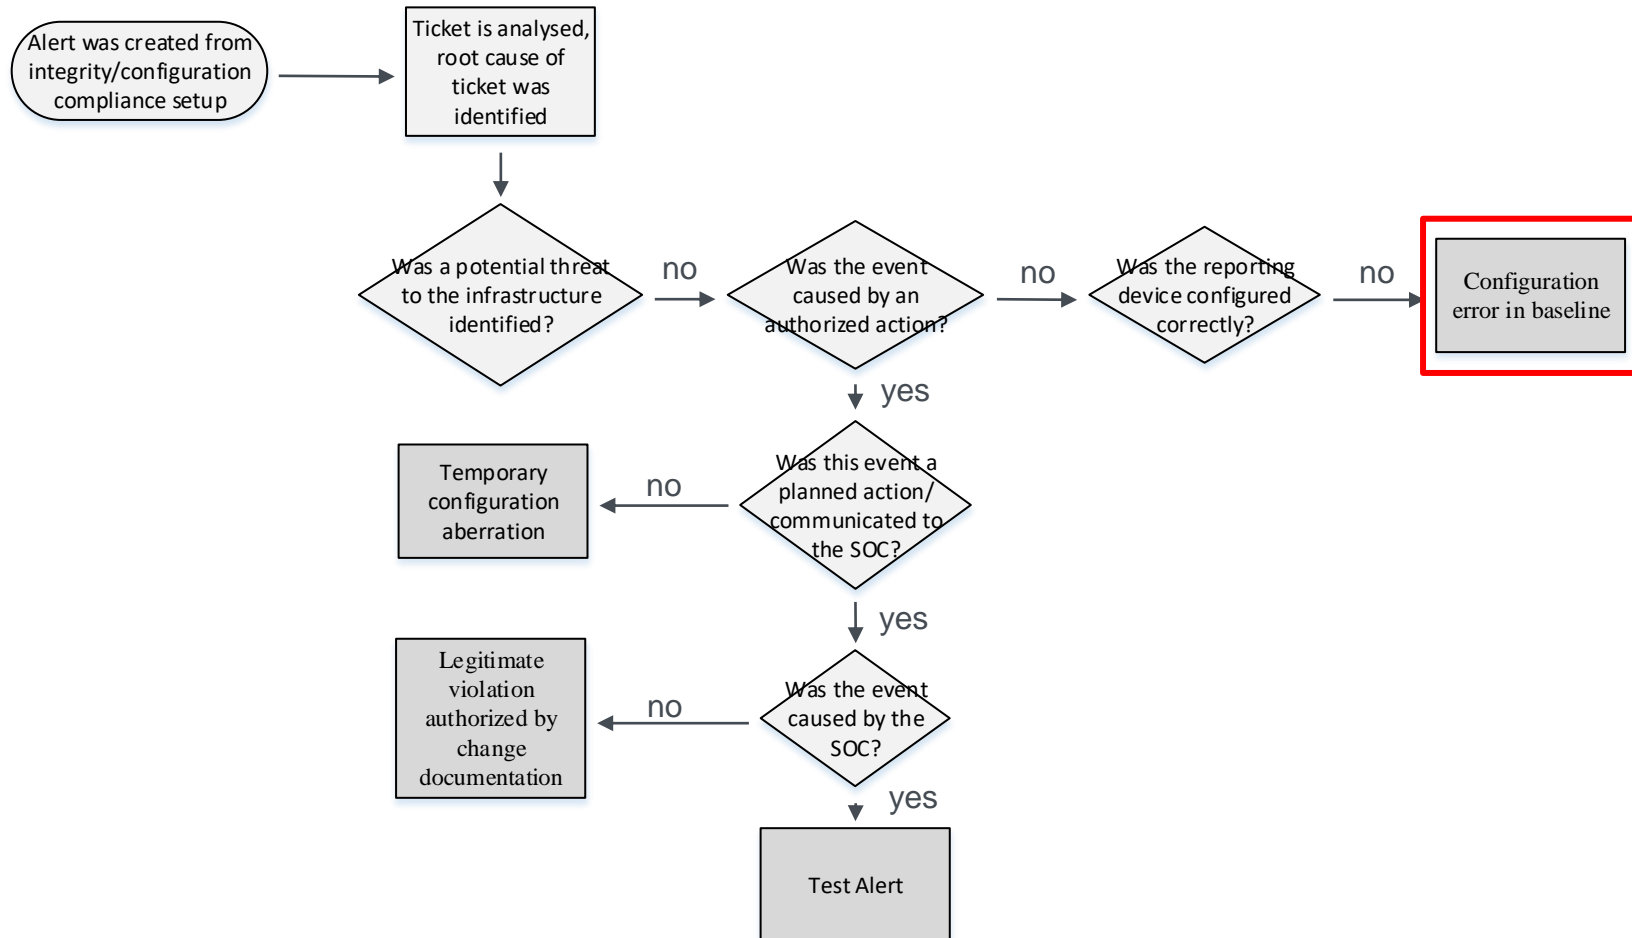 Alert was created from
integrity/configuration
compliance setup
Ticket is analysed,
root cause of
ticket was
identified
Was a potential threat
to the infrastructure
identified?
no
Was the event
caused by an
authorized action?
no
Was the reporting
device configured
correctly?
no
Configuration
error in baseline
yes
Was this event a
planned action/
communicated to
the SOC?
no
Temporary
configuration
aberration
yes
Was the event
caused by the
SOC?
no
Legitimate
violation
authorized by
change
documentation
yes
Test Alert